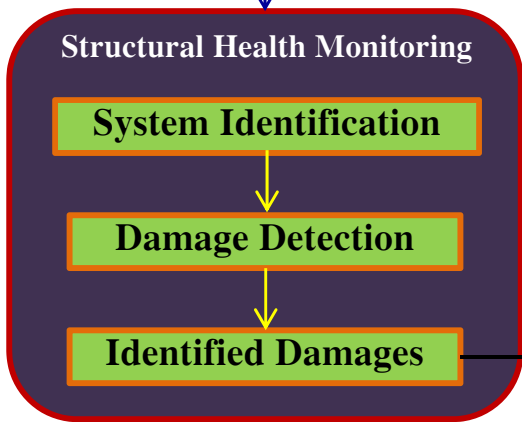 Structural Health Monitoring
System Identification
Damage Detection
Identified Damages